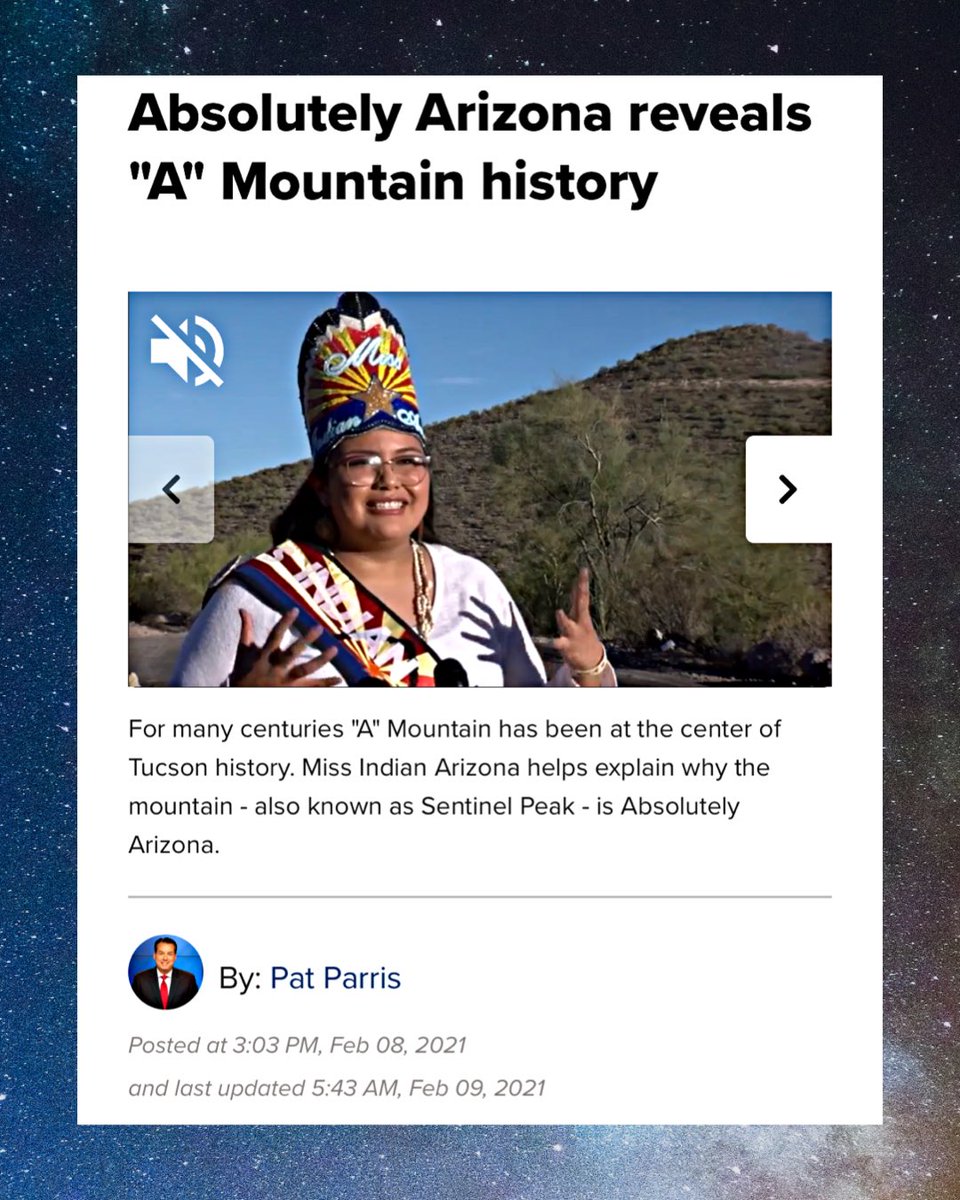 Absolutely Arizona reveals
"A" Mountain history
Miss
Indian
INDIAN
For many centuries "A" Mountain has been at the center of
Tucson history. Miss Indian Arizona helps explain why the
mountain - also known as Sentinel Peak - is Absolutely
Arizona.
By: Pat Parris
Posted at 3:03 PM, Feb 08, 2021
and last updated 5:43 AM, Feb 09, 2021